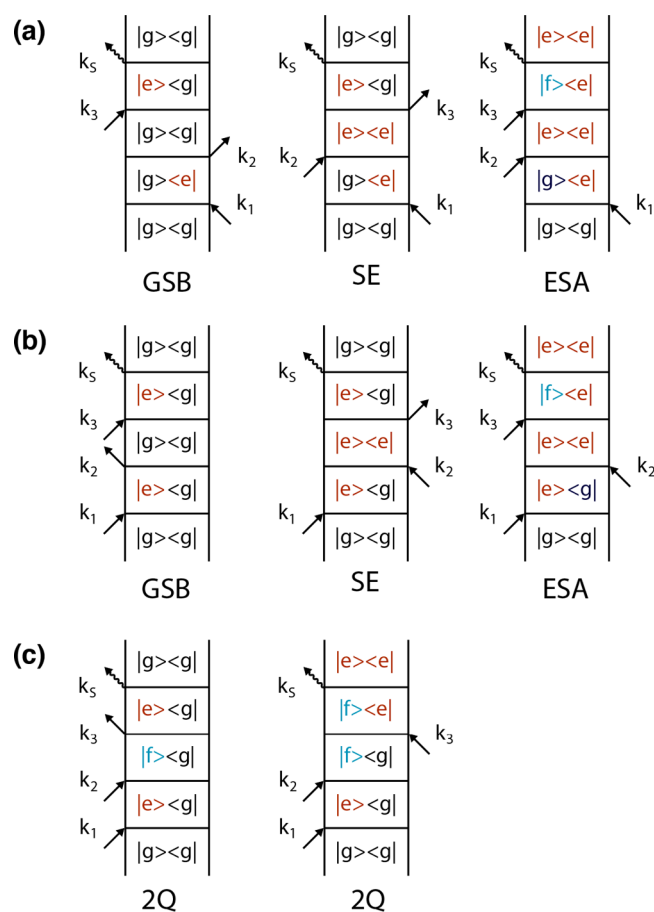 (a) |g><g| |g><g| |e><e|
kS kS kS
|e><g| |e><g| |f><e|
k3 k3 k3
|g><g| |e><e| |e><e|
k2 k2 k2
|g><e| |g><e| |g><e|
k1 k1 k1
|g><g| |g><g| |g><g|
GSB SE ESA
(b) |g><g| |g><g| |e><e|
kS kS kS
|e><g| |e><g| |f><e|
k3 k3 k3
|g><g| |e><e| |e><e|
k2 k2 k2
|e><g| |e><g| |e><g|
k1 k1 k1
|g><g| |g><g| |g><g|
GSB SE ESA
(c) |g><g| |e><e|
kS kS
|e><g| |f><e|
k3 k3
|f><g| |f><g|
k2 k2
|e><g| |e><g|
k1 k1
|g><g| |g><g|
2Q 2Q